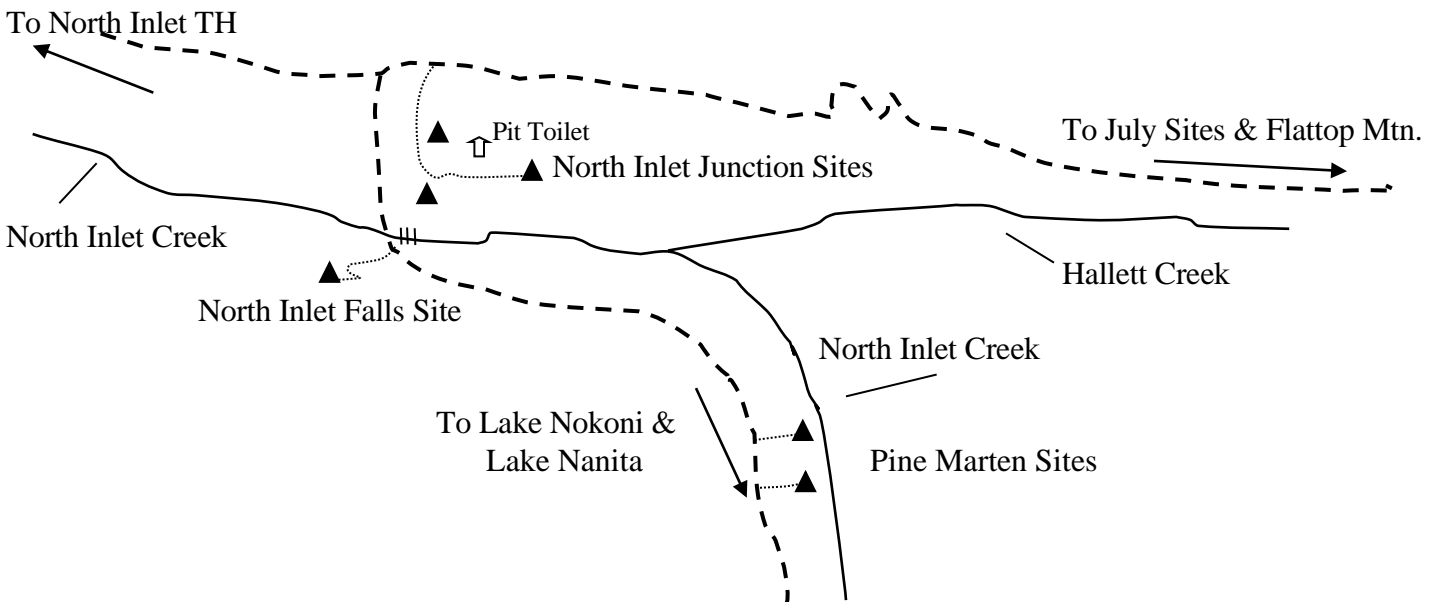 To North Inlet TH
Pit Toilet
To July Sites & Flattop Mtn.
North Inlet Junction Sites
North Inlet Creek
Hallett Creek
North Inlet Falls Site
North Inlet Creek
To Lake Nokoni &
Lake Nanita
Pine Marten Sites